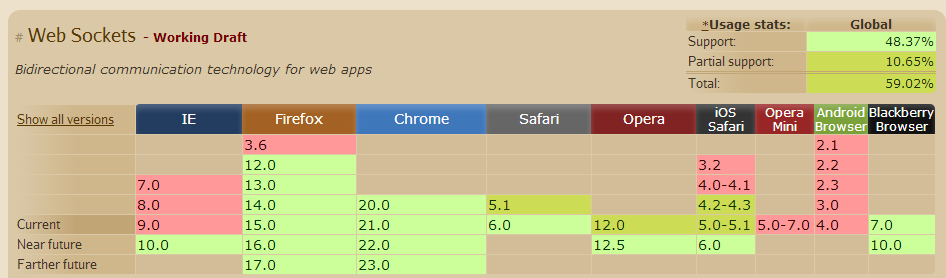 # Web Sockets - Working Draft
*Usage stats: Global
Support: 48.37%
Partial support: 10.65%
Total: 59.02%
Bidirectional communication technology for web apps
Show all versions IE Firefox Chrome Safari Opera iOS Safari Opera Mini Android Browser Blackberry Browser
3.6 2.1
12.0 3.2 2.2
7.0 13.0 4.0-4.1 2.3
8.0 14.0 20.0 5.1 4.2-4.3 3.0
Current 9.0 15.0 21.0 6.0 12.0 5.0-5.1 5.0-7.0 4.0 7.0
Near future 10.0 16.0 22.0 12.5 6.0 10.0
Farther future 17.0 23.0